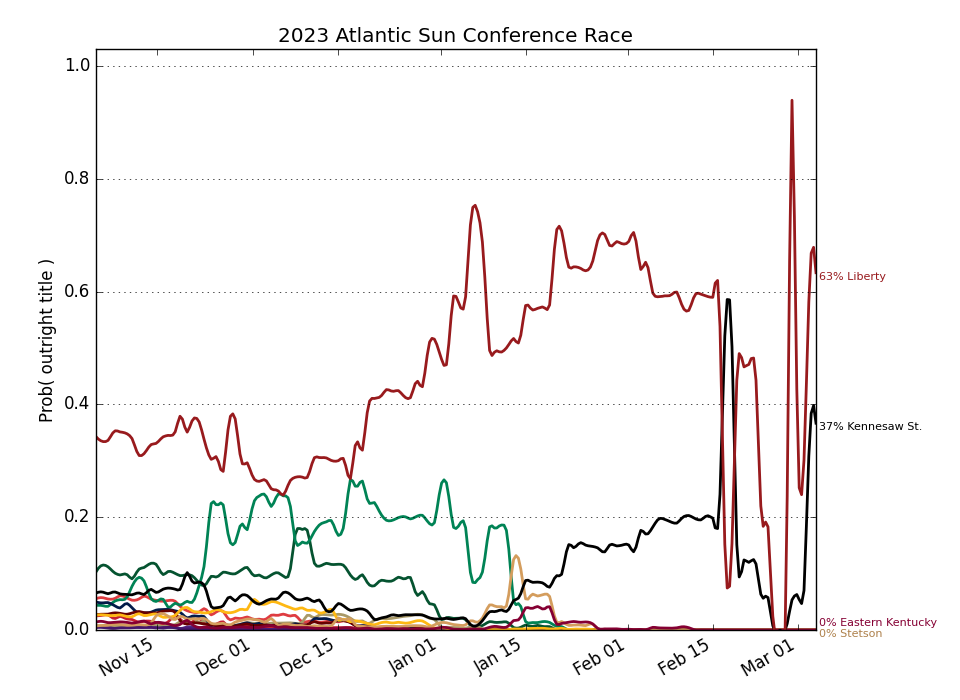 2023 Atlantic Sun Conference Race
Prob( outright title )
1.0
0.8
0.6
0.4
0.2
0.0
Nov 15
Dec 01
Dec 15
Jan 01
Jan 15
Feb 01
Feb 15
Mar 01
63% Liberty
37% Kennesaw St.
0% Eastern Kentucky
0% Stetson